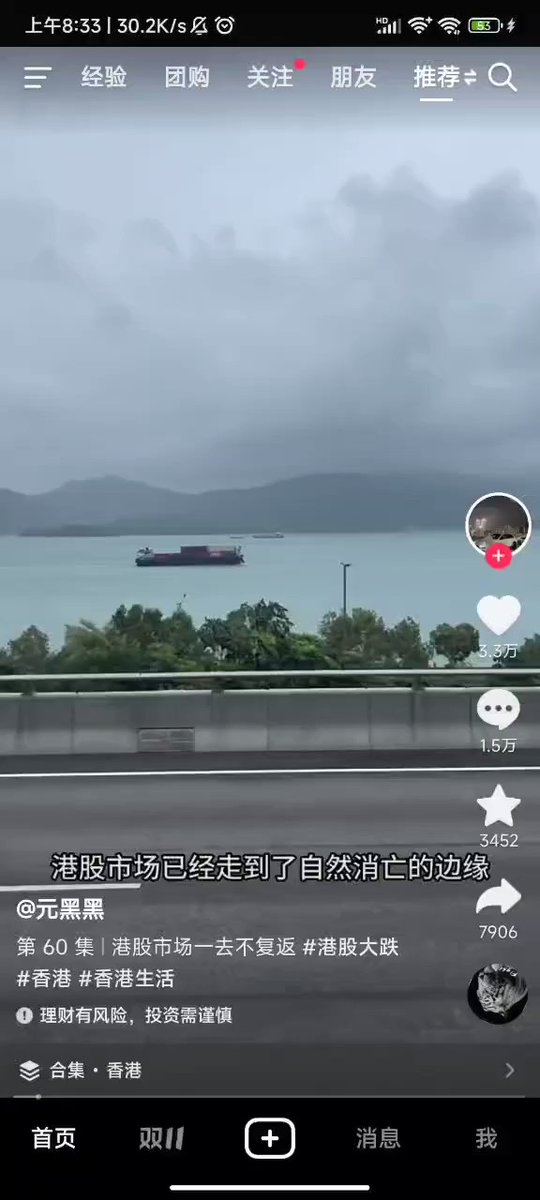 上午8:33 | 30.2K/s
HD
53
经验 团购 关注 朋友 推荐
3.3万
1.5万
3452
港股市场已经走到了自然消亡的边缘
@元黑黑
7906
第 60 集 | 港股市场一去不复返 #港股大跌
#香港 #香港生活
理财有风险，投资需谨慎
合集 · 香港
首页 双11 消息 我